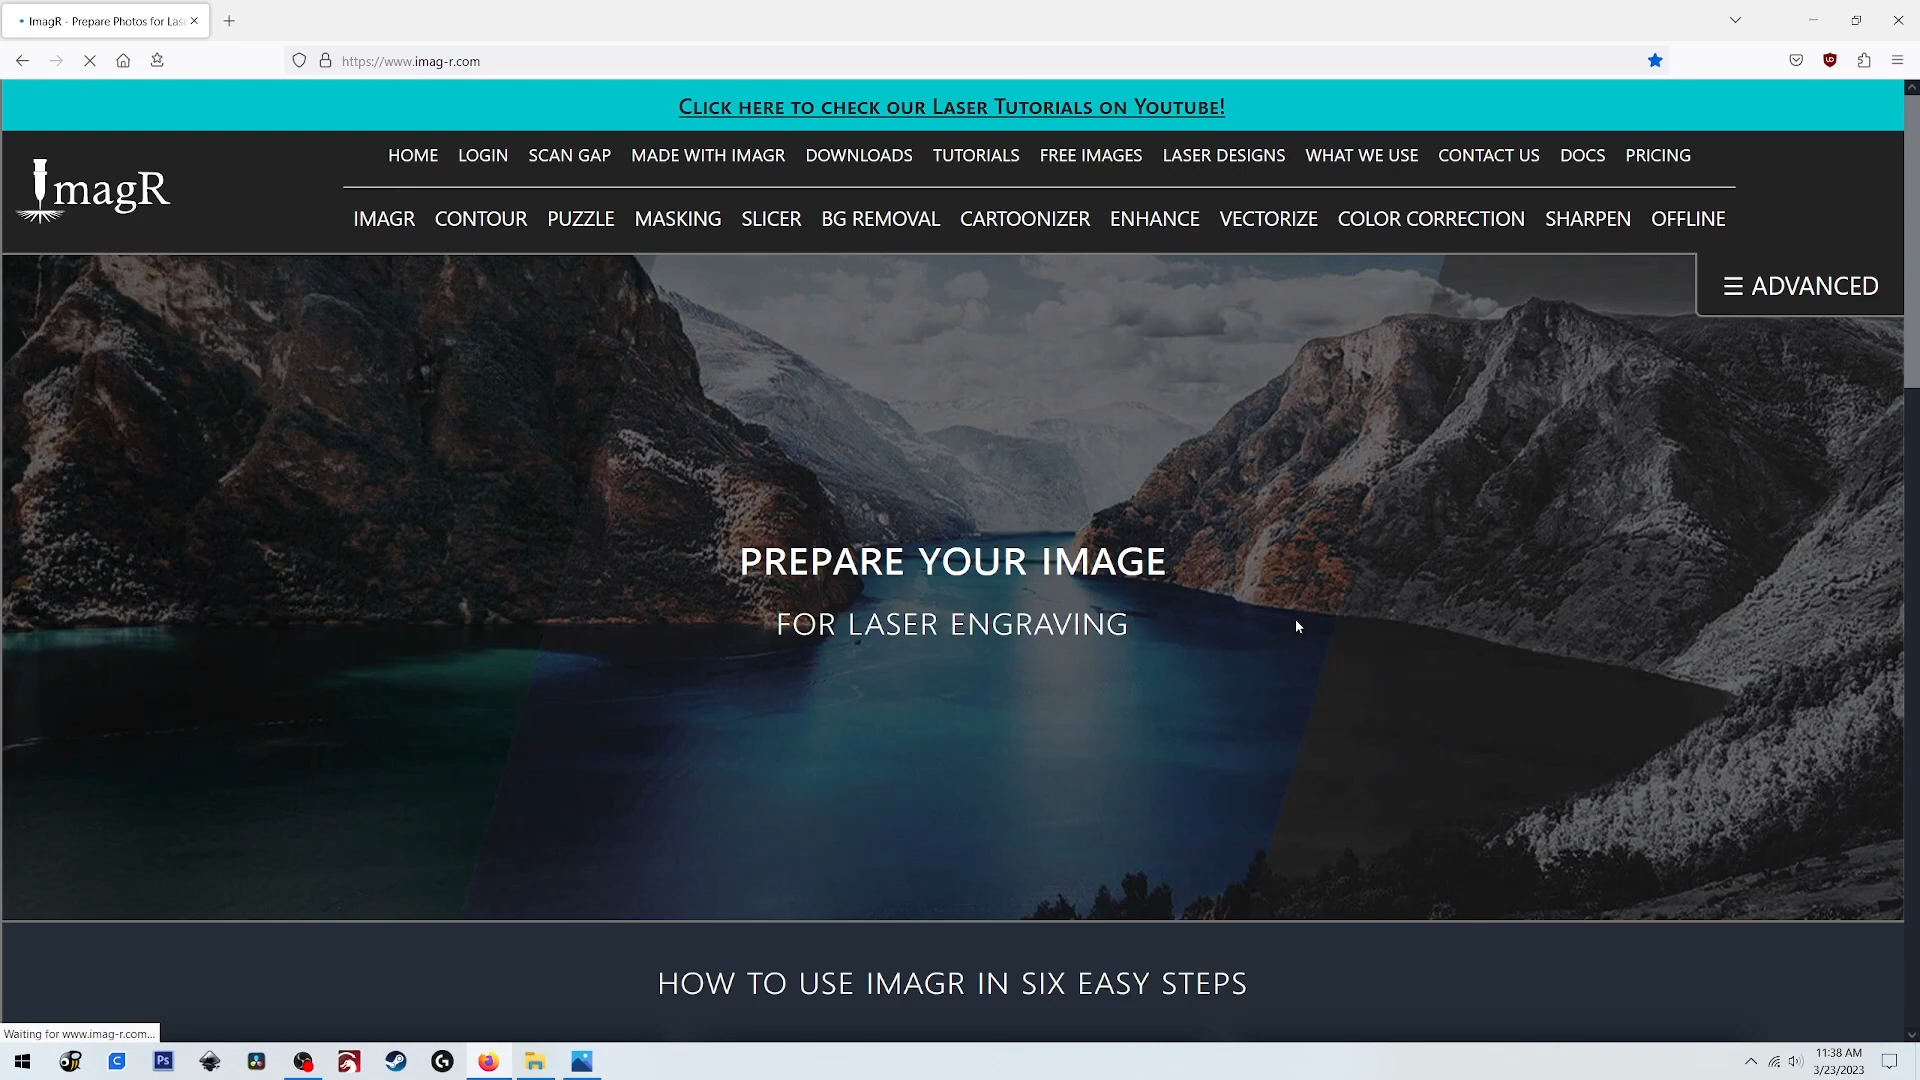 ImagR - Prepare Photos for Las
https://www.imag-r.com
Click here to check our Laser Tutorials on Youtube!
ImagR
HOME LOGIN SCAN GAP MADE WITH IMAGR DOWNLOADS TUTORIALS FREE IMAGES LASER DESIGNS WHAT WE USE CONTACT US DOCS PRICING
IMAGR CONTOUR PUZZLE MASKING SLICER BG REMOVAL CARTOONIZER ENHANCE VECTORIZE COLOR CORRECTION SHARPEN OFFLINE
☰ ADVANCED
PREPARE YOUR IMAGE
FOR LASER ENGRAVING
HOW TO USE IMAGR IN SIX EASY STEPS
Waiting for www.imag-r.com...
Ps
11:38 AM
3/23/2023